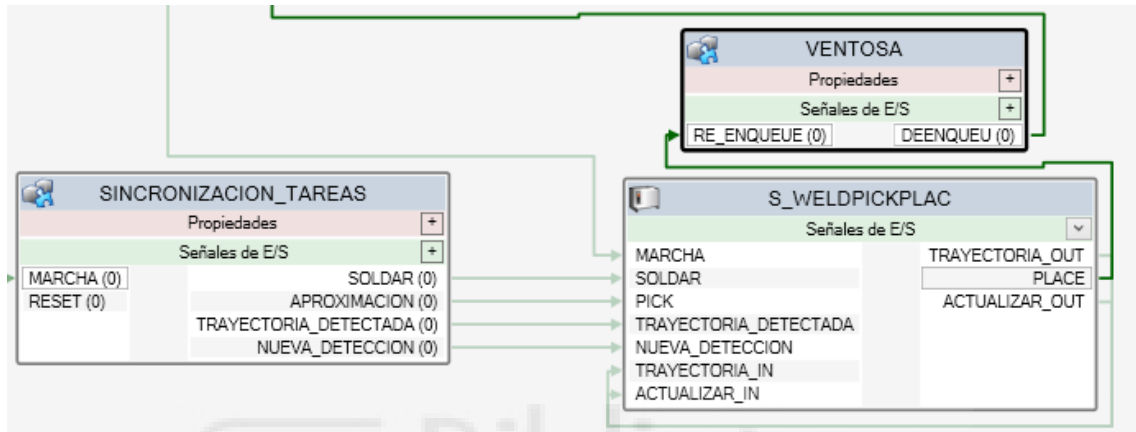 VENTOSA
Propiedades
Señales de E/S
RE_ENQUEUE (0) DEENQUEU (0)
SINCRONIZACION_TAREAS
Propiedades
Señales de E/S
MARCHA (0) SOLDAR (0)
RESET (0) APROXIMACION (0)
TRAYECTORIA_DETECTADA (0)
NUEVA_DETECCION (0)
S_WELDPICKPLAC
Señales de E/S
MARCHA TRAYECTORIA_OUT
SOLDAR PLACE
PICK ACTUALIZAR_OUT
TRAYECTORIA_DETECTADA
NUEVA_DETECCION
TRAYECTORIA_IN
ACTUALIZAR_IN